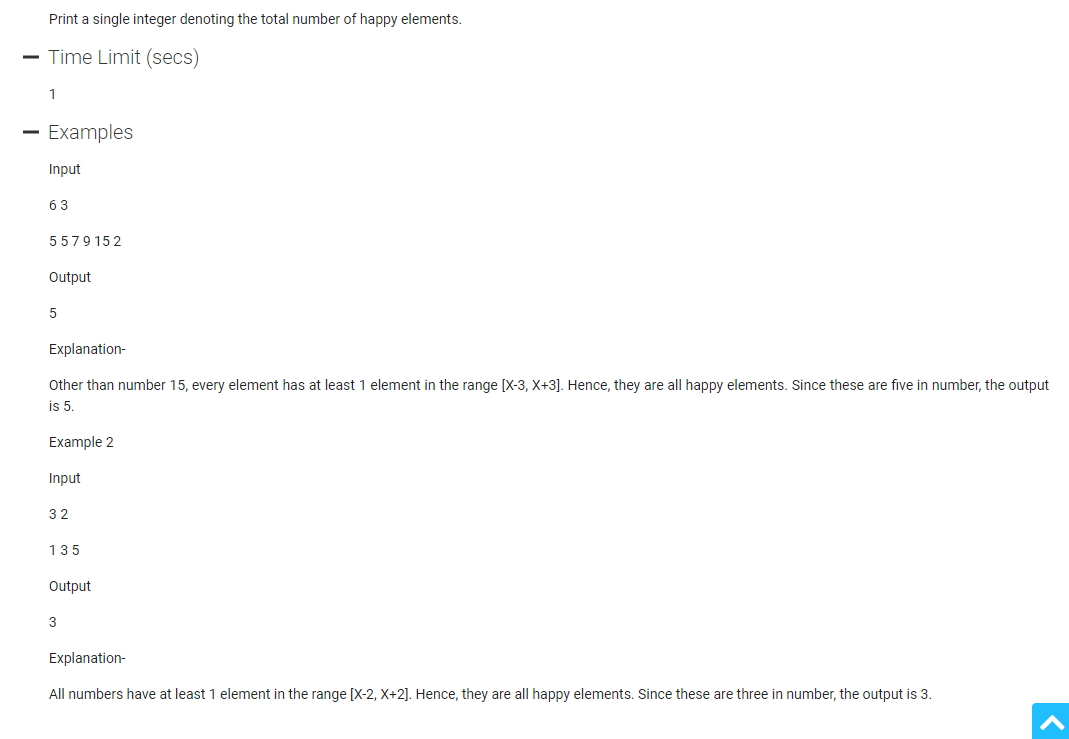 Print a single integer denoting the total number of happy elements.
Time Limit (secs)
1
Examples
Input
6 3
5 5 7 9 15 2
Output
5
Explanation-
Other than number 15, every element has at least 1 element in the range [X-3, X+3]. Hence, they are all happy elements. Since these are five in number, the output
is 5.
Example 2
Input
3 2
1 3 5
Output
3
Explanation-
All numbers have at least 1 element in the range [X-2, X+2]. Hence, they are all happy elements. Since these are three in number, the output is 3.